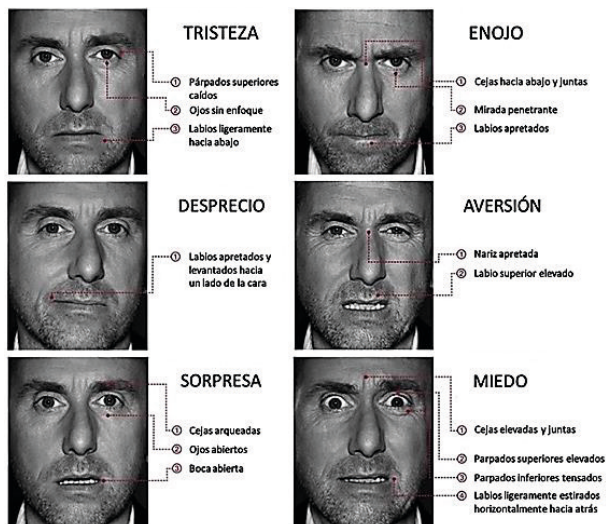 TRISTEZA
① Párpados superiores
caídos
② Ojos sin enfoque
③ Labios ligeramente
hacia abajo
ENOJO
① Cejas hacia abajo y juntas
② Mirada penetrante
③ Labios apretados
DESPRECIO
① Labios apretados y
levantados hacia
un lado de la cara
AVERSIÓN
① Nariz apretada
② Labio superior elevado
SORPRESA
① Cejas arqueadas
② Ojos abiertos
③ Boca abierta
MIEDO
① Cejas elevadas y juntas
② Parpados superiores elevados
③ Parpados inferiores tensados
④ Labios ligeramente estirados
horizontalmente hacia atrás